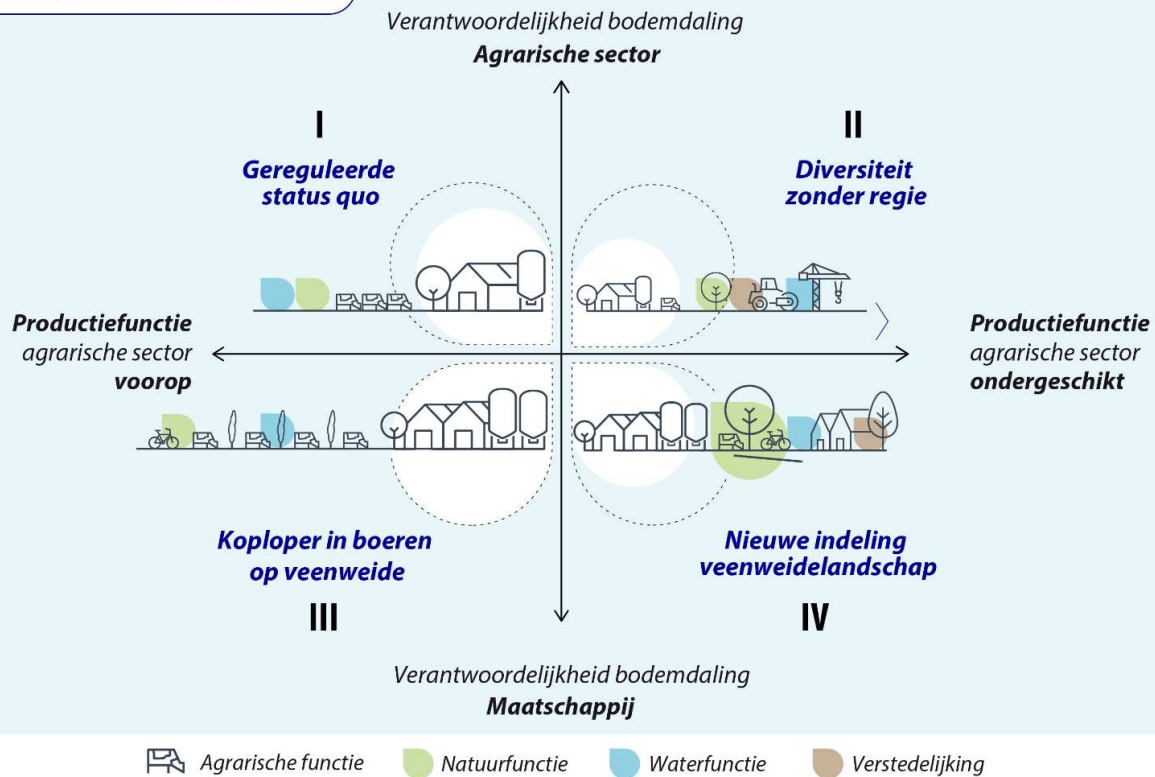 Verantwoordelijkheid bodemdaling
Agrarische sector
I
Gereguleerde
status quo
II
Diversiteit
zonder regie
Productiefunctie
agrarische sector
voorop
Productiefunctie
agrarische sector
ondergeschikt
Koploper in boeren
op veenweide
III
Nieuwe indeling
veenweidelandschap
IV
Verantwoordelijkheid bodemdaling
Maatschappij
Agrarische functie
Natuurfunctie
Waterfunctie
Verstedelijking